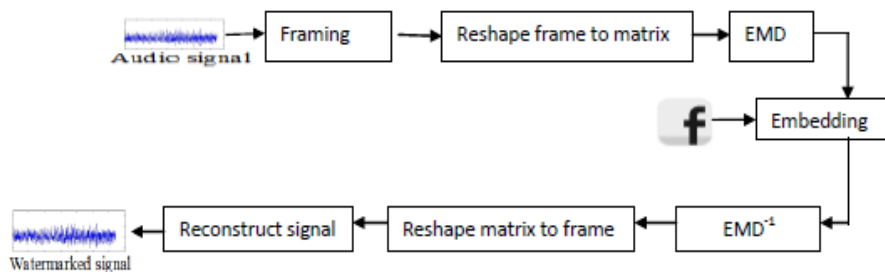 Audio signal
Framing
Reshape frame to matrix
EMD
f
Embedding
EMD⁻¹
Reshape matrix to frame
Reconstruct signal
Watermarked signal